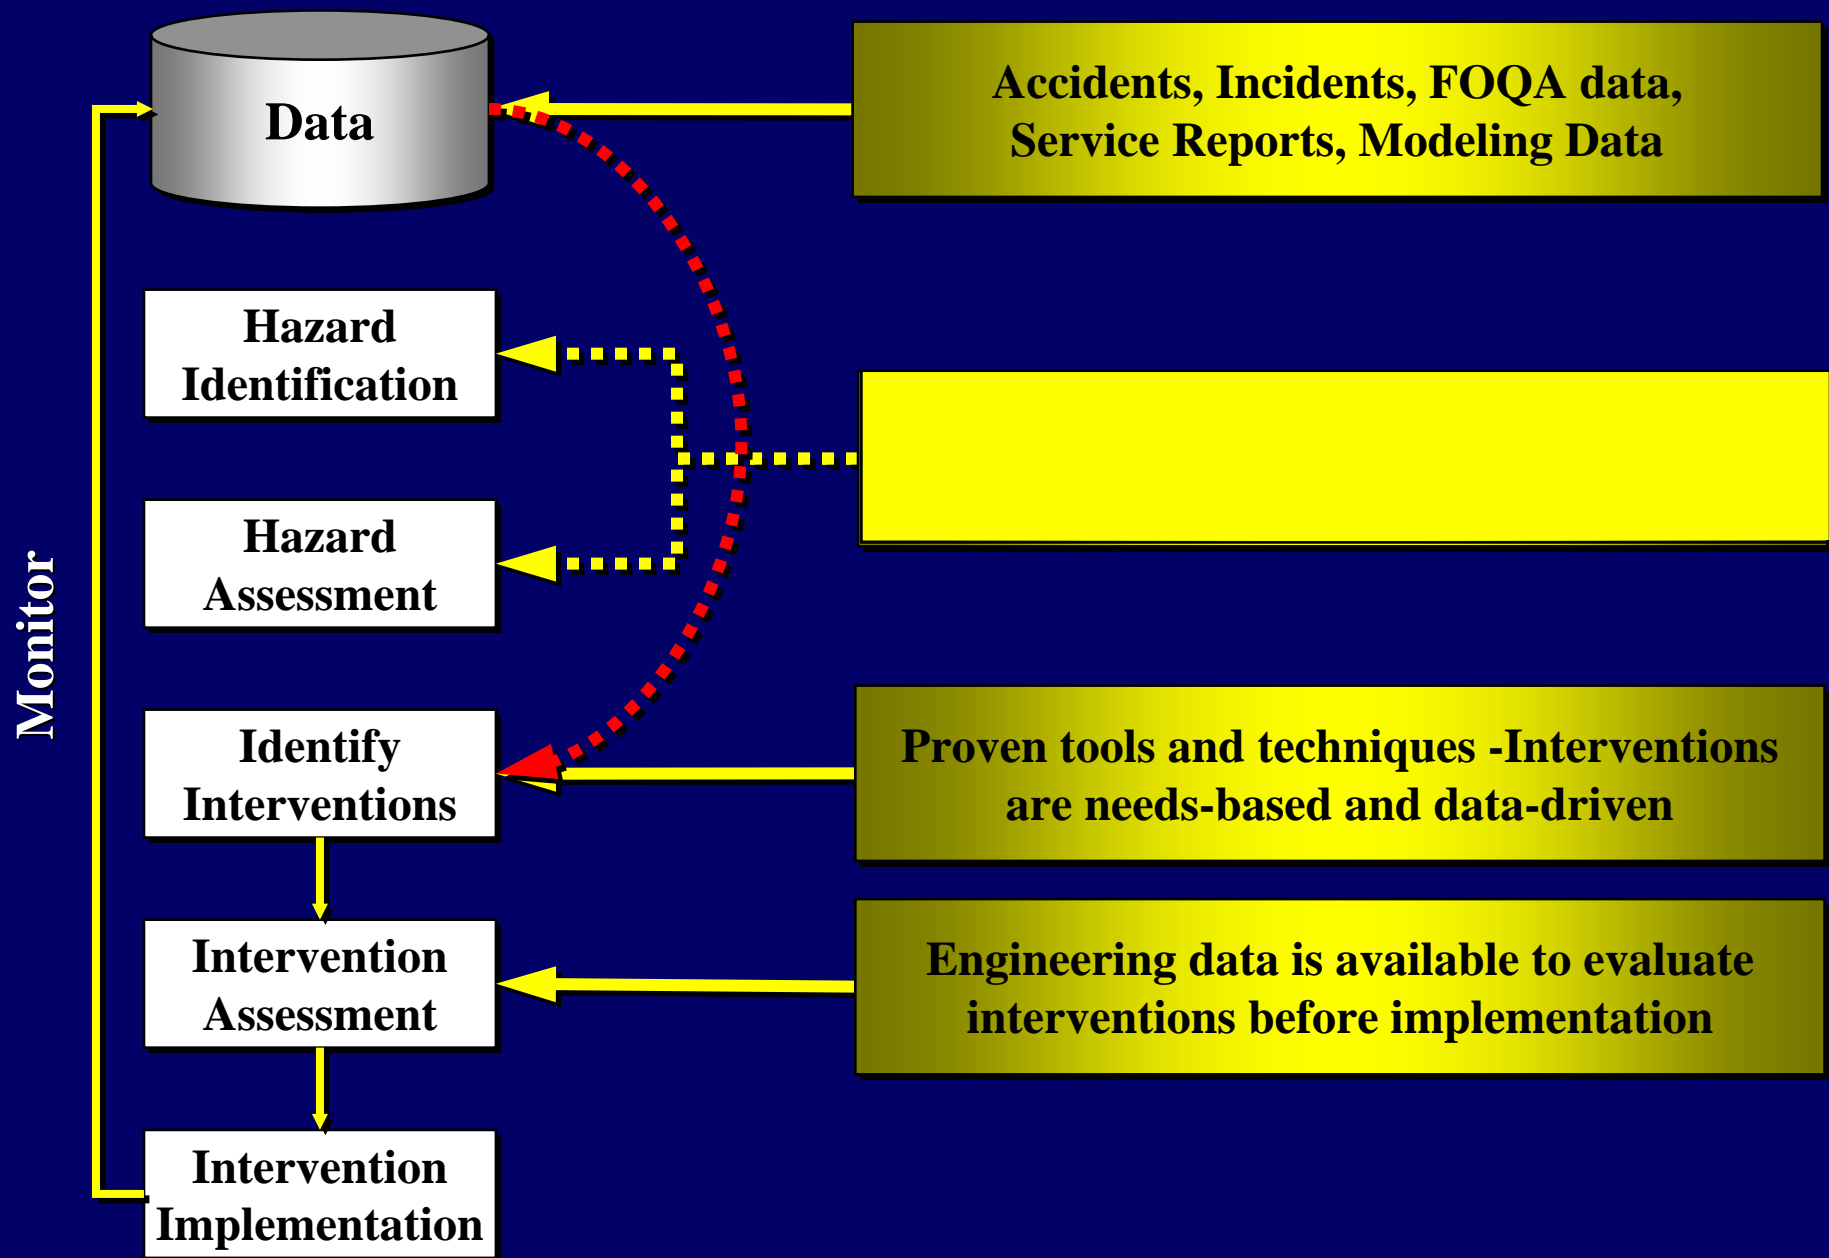 Data
Accidents, Incidents, FOQA data,
Service Reports, Modeling Data
Hazard
Identification
Hazard
Assessment
Monitor
Identify
Interventions
Proven tools and techniques -Interventions
are needs-based and data-driven
Intervention
Assessment
Engineering data is available to evaluate
interventions before implementation
Intervention
Implementation